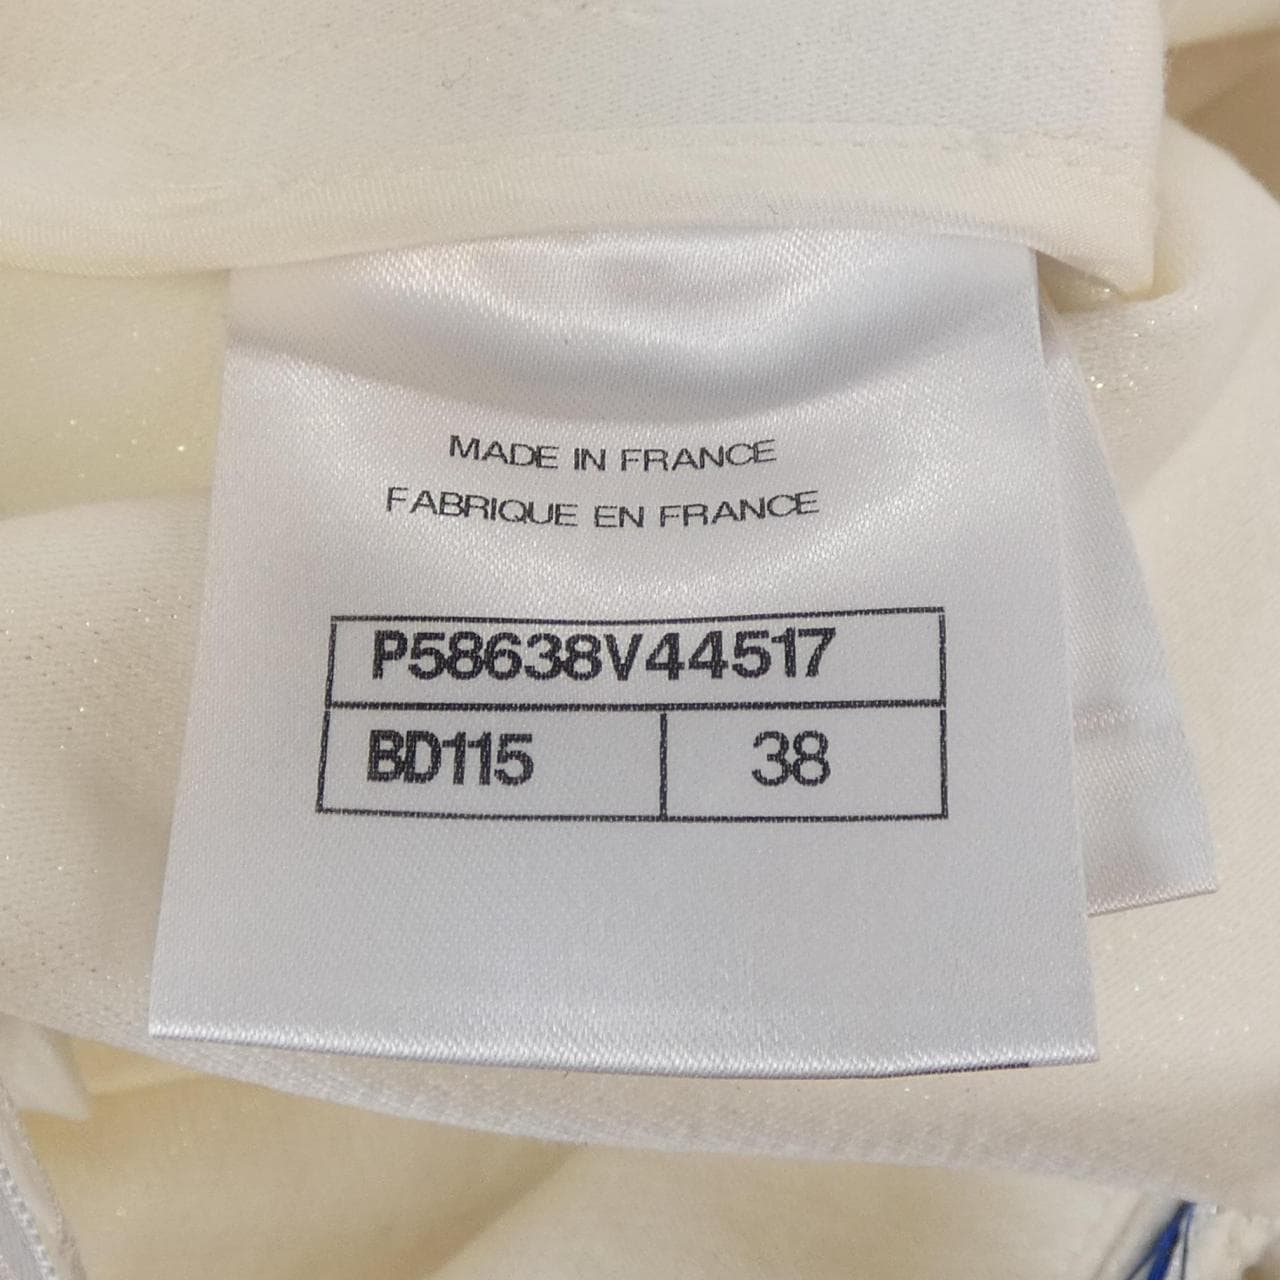 MADE IN FRANCE
FABRIQUE EN FRANCE
P58638V44517
BD115 38